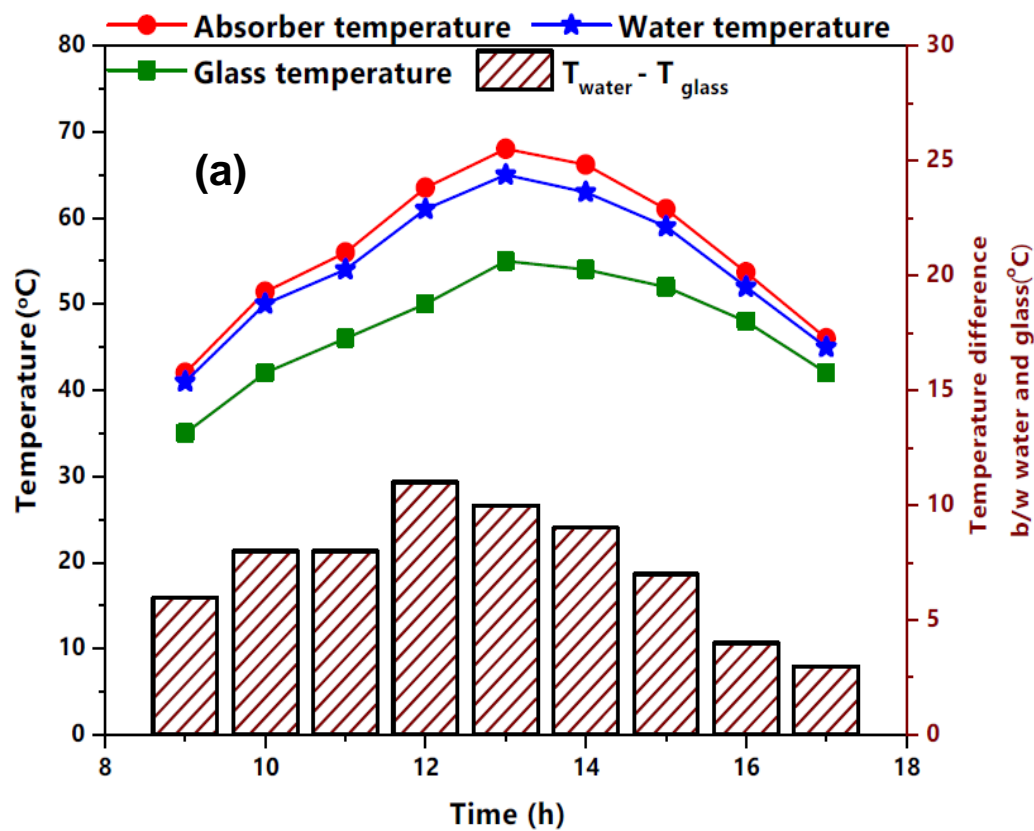 Absorber temperature
Water temperature
Glass temperature
T water - T glass
(a)
Temperature(°C)
80
70
60
50
40
30
20
10
0
30
25
20
15
10
5
0
Temperature difference
b/w water and glass(°C)
8
10
12
14
16
18
Time (h)